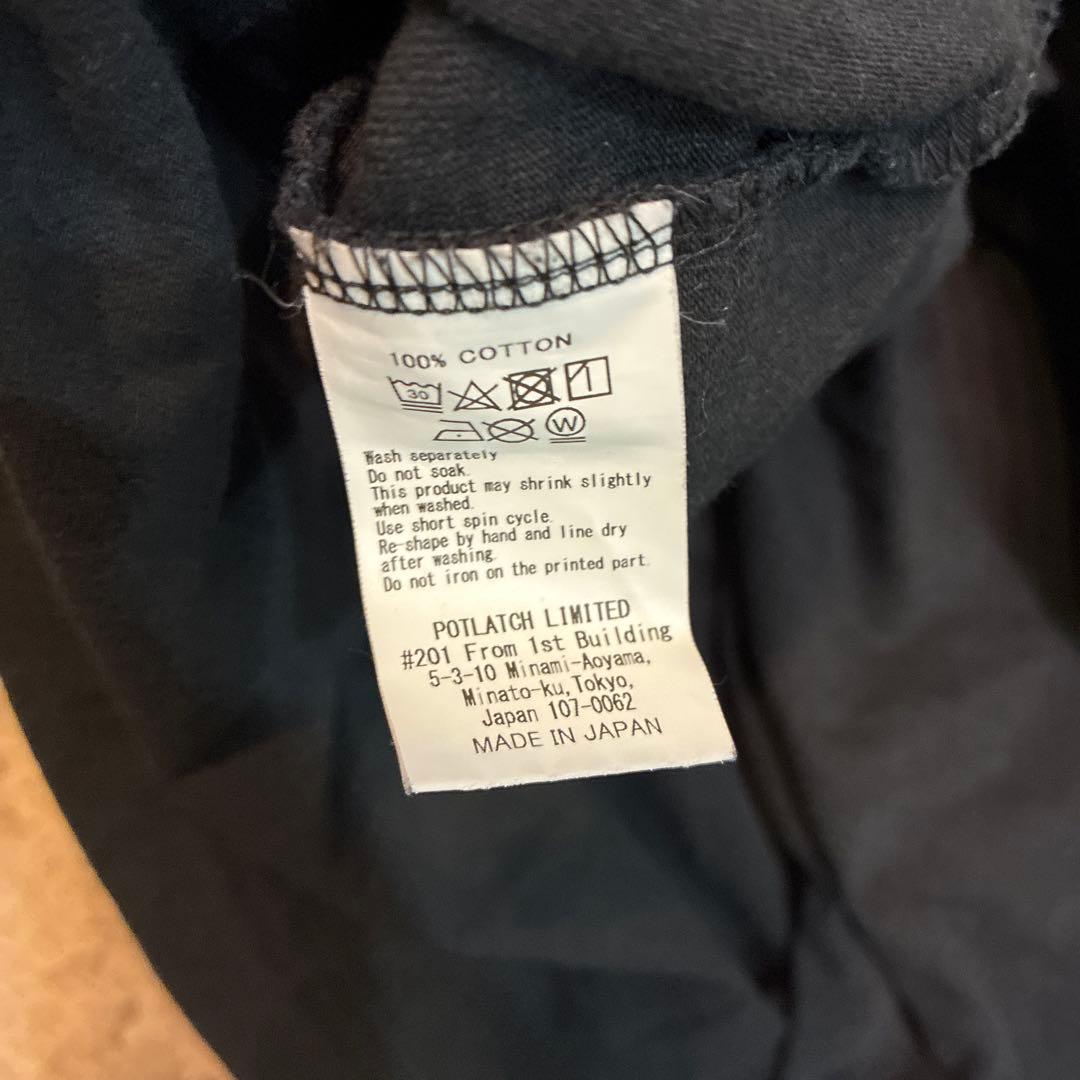 100% COTTON
30
W
Wash separately
Do not soak.
This product may shrink slightly
when washed.
Use short spin cycle.
Re-shape by hand and line dry
after washing.
Do not iron on the printed part.
POTLATCH LIMITED
#201 From 1st Building
5-3-10 Minami-Aoyama,
Minato-ku,Tokyo,
Japan 107-0062
MADE IN JAPAN